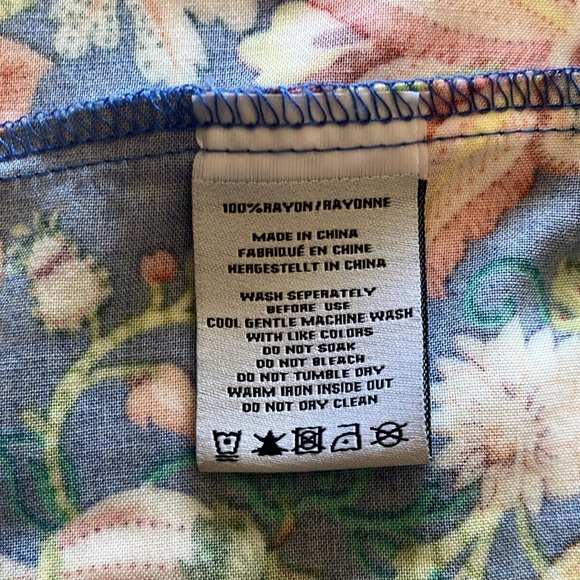 100%RAYON/RAYONNE
MADE IN CHINA
FABRIQUÉ EN CHINE
HERGESTELLT IN CHINA
WASH SEPERATELY
BEFORE USE
COOL GENTLE MACHINE WASH
WITH LIKE COLORS
DO NOT SOAK
DO NOT BLEACH
DO NOT TUMBLE DRY
WARM IRON INSIDE OUT
DO NOT DRY CLEAN